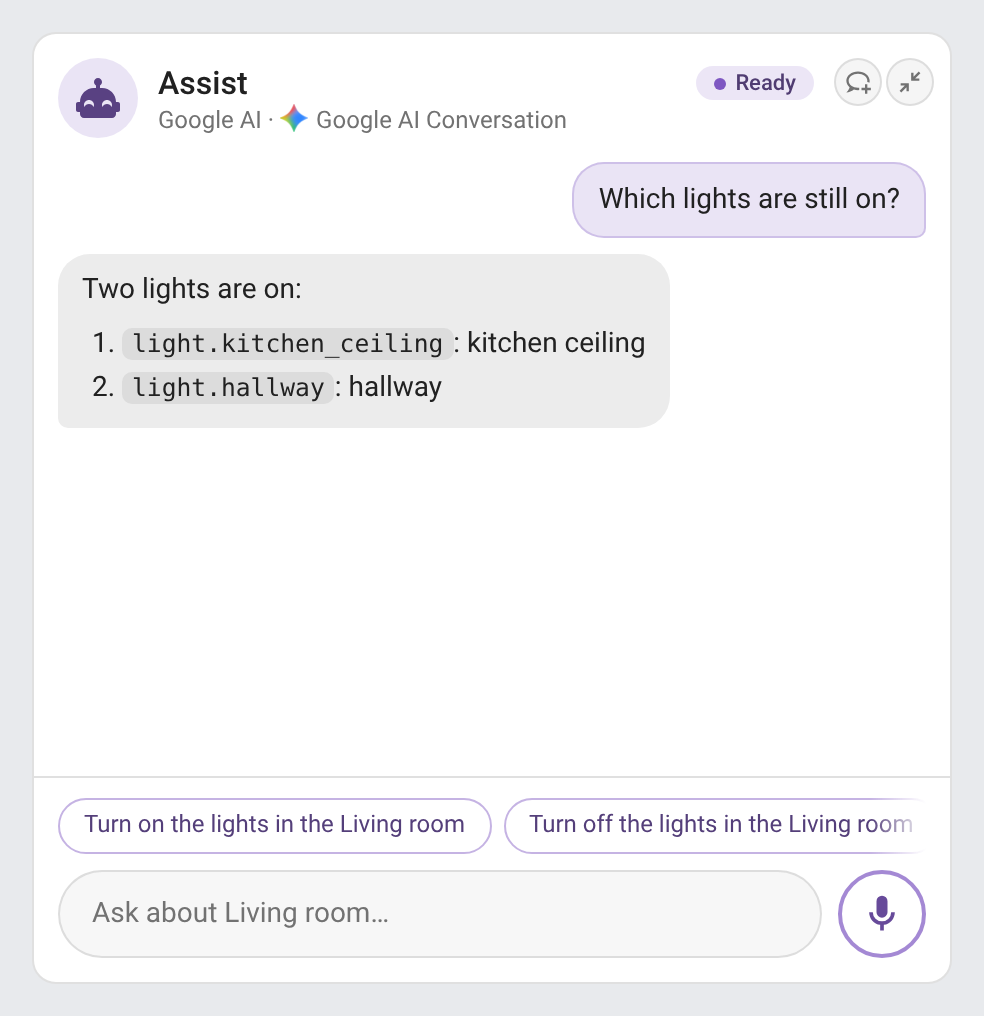 Assist
Ready
Google AI · Google AI Conversation
Which lights are still on?
Two lights are on:
1. light.kitchen_ceiling: kitchen ceiling
2. light.hallway: hallway
Turn on the lights in the Living room
Turn off the lights in the Living room
Ask about Living room…